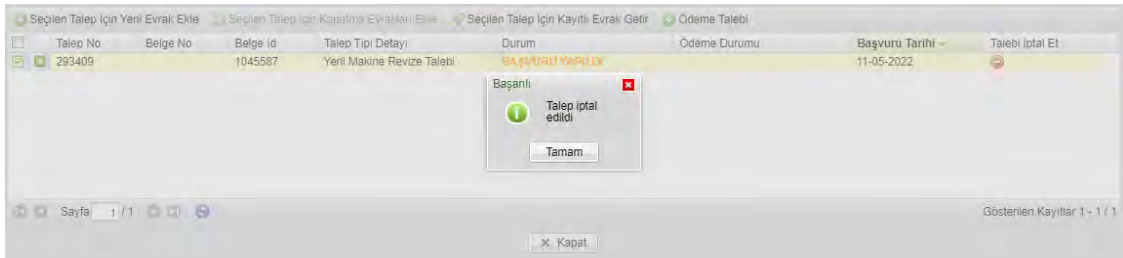 Seçilen Talep İçin Yeni Evrak Ekle Seçilen Talep İçin Kapatma Evrakları Ekle Seçilen Talep İçin Kayıtlı Evrak Getir Ödeme Talebi
Talep No Belge No Belge Id Talep Tipi Detayı Durum Ödeme Durumu Başvuru Tarihi Talebi İptal Et
293409 1045587 Yerli Makine Revize Talebi BAŞVURU YAPILDI 11-05-2022
Başarılı
Talep iptal
edildi
Tamam
Sayfa 1 / 1 Gösterilen Kayıtlar 1 - 1 / 1
Kapat